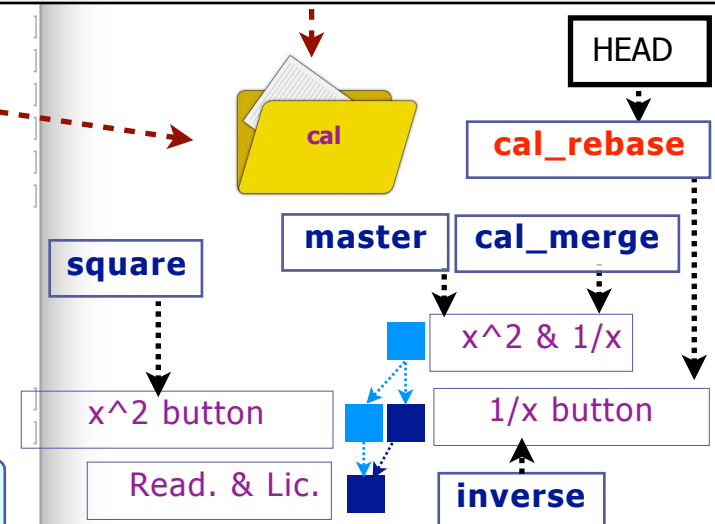 HEAD
cal
cal_rebase
master
cal_merge
square
x^2 & 1/x
x^2 button
1/x button
Read. & Lic.
inverse